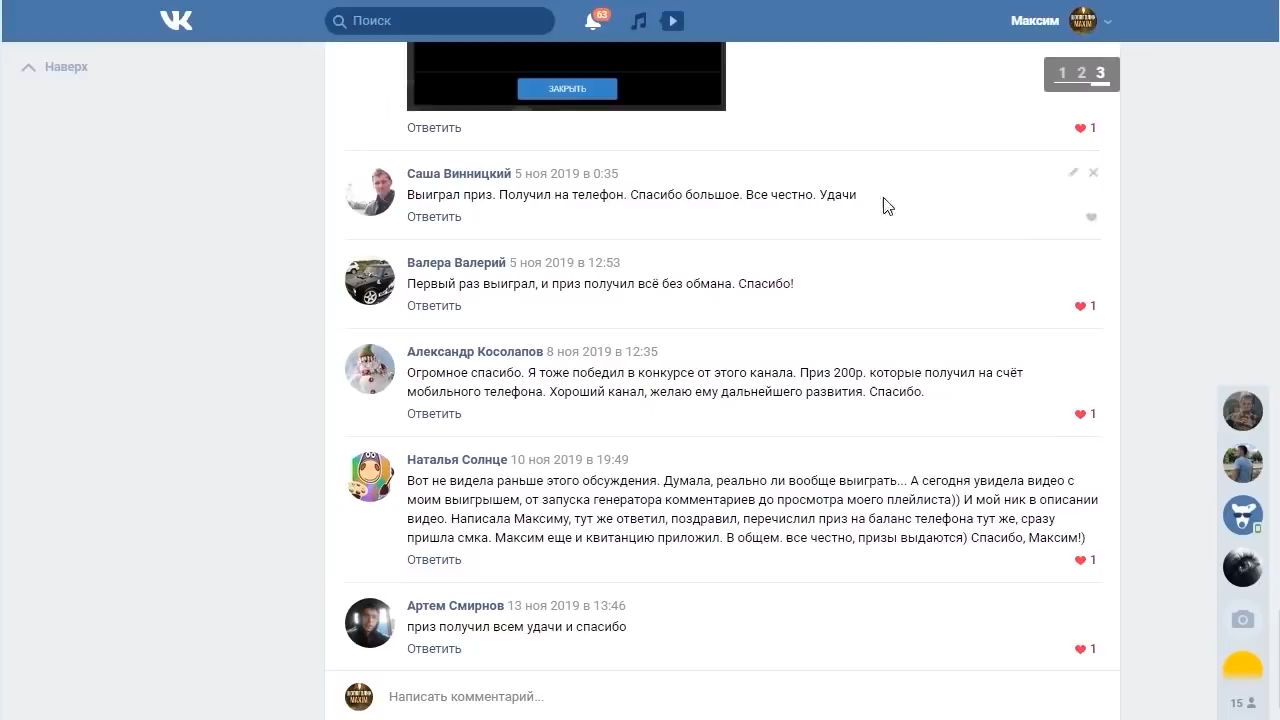 Поиск
63
Максим
Наверх
1 2 3
ЗАКРЫТЬ
Ответить
1
Саша Винницкий 5 ноя 2019 в 0:35
Выиграл приз. Получил на телефон. Спасибо большое. Все честно. Удачи
Ответить
Валера Валерий 5 ноя 2019 в 12:53
Первый раз выиграл, и приз получил всё без обмана. Спасибо!
Ответить
1
Александр Косолапов 8 ноя 2019 в 12:35
Огромное спасибо. Я тоже победил в конкурсе от этого канала. Приз 200р. которые получил на счёт
мобильного телефона. Хороший канал, желаю ему дальнейшего развития. Спасибо.
Ответить
1
Наталья Солнце 10 ноя 2019 в 19:49
Вот не видела раньше этого обсуждения. Думала, реально ли вообще выиграть... А сегодня увидела видео с
моим выигрышем, от запуска генератора комментариев до просмотра моего плейлиста)) И мой ник в описании
видео. Написала Максиму, тут же ответил, поздравил, перечислил приз на баланс телефона тут же, сразу
пришла смка. Максим еще и квитанцию приложил. В общем. все честно, призы выдаются) Спасибо, Максим!)
Ответить
1
Артем Смирнов 13 ноя 2019 в 13:46
приз получил всем удачи и спасибо
Ответить
1
Написать комментарий...
15